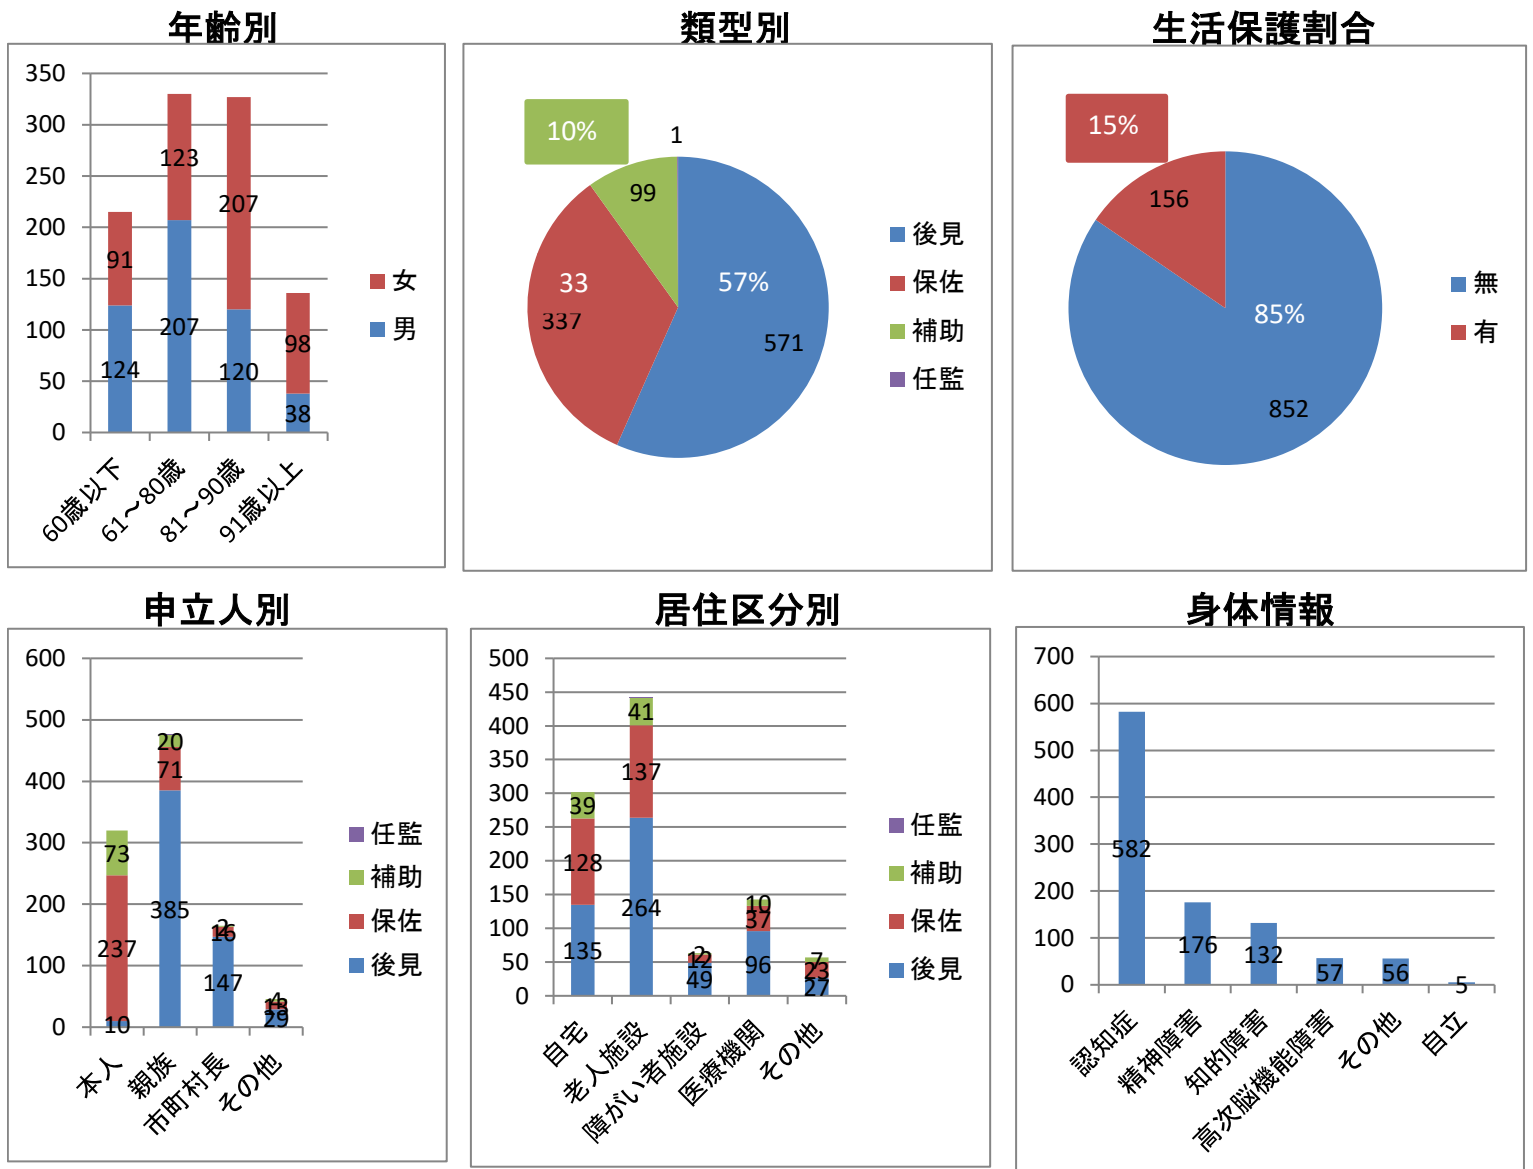 年齢別
350
300
250
200
150
100
50
0
91
124
123
207
207
120
98
38
女
男
60歳以下
61～80歳
81～90歳
91歳以上
類型別
10%
1
99
33
337
57%
571
後見
保佐
補助
任監
生活保護割合
15%
156
85%
852
無
有
申立人別
600
500
400
300
200
100
0
73
237
10
20
71
385
2
16
147
4
13
29
任監
補助
保佐
後見
本人
親族
市町村長
その他
居住区分別
500
450
400
350
300
250
200
150
100
50
0
39
128
135
41
137
264
2
12
49
10
37
96
7
23
27
任監
補助
保佐
後見
自宅
老人施設
障がい者施設
医療機関
その他
身体情報
700
600
500
400
300
200
100
0
582
176
132
57
56
5
認知症
精神障害
知的障害
高次脳機能障害
その他
自立